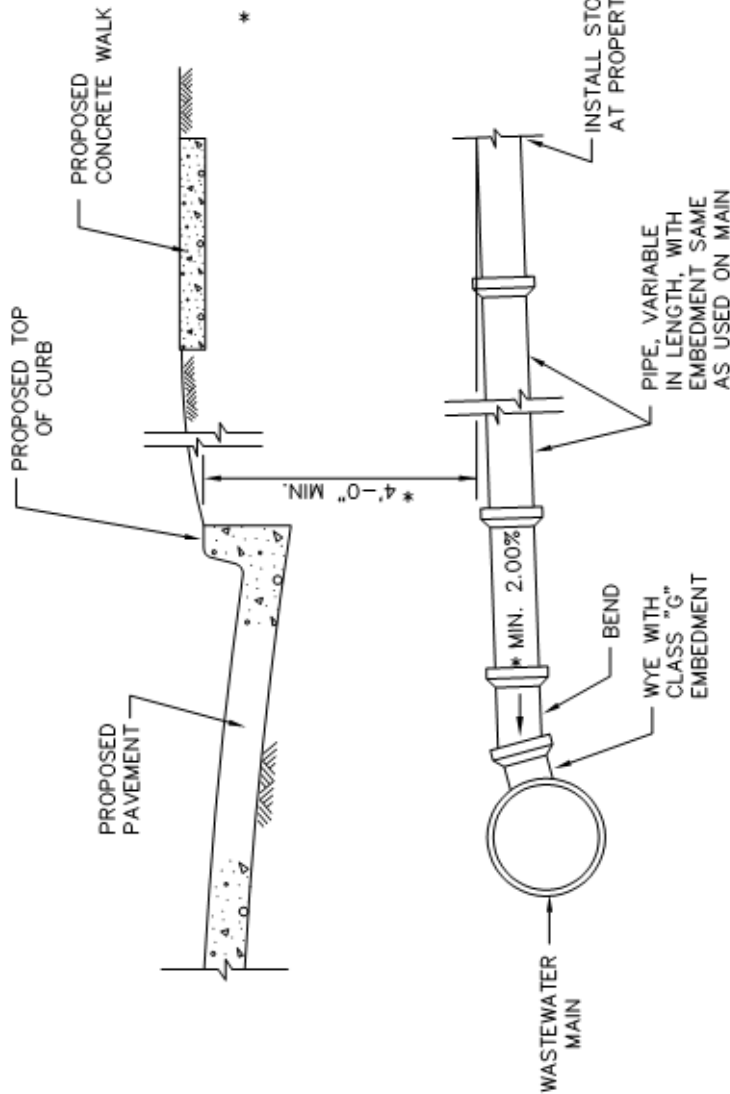 PROPOSED TOP
OF CURB
PROPOSED
CONCRETE WALK
*
PROPOSED
PAVEMENT
*4'-0" MIN.
* MIN. 2.00%
BEND
WYE WITH
CLASS "G"
EMBEDMENT
WASTEWATER
MAIN
PIPE, VARIABLE
IN LENGTH, WITH
EMBEDMENT SAME
AS USED ON MAIN
INSTALL STO
AT PROPERT